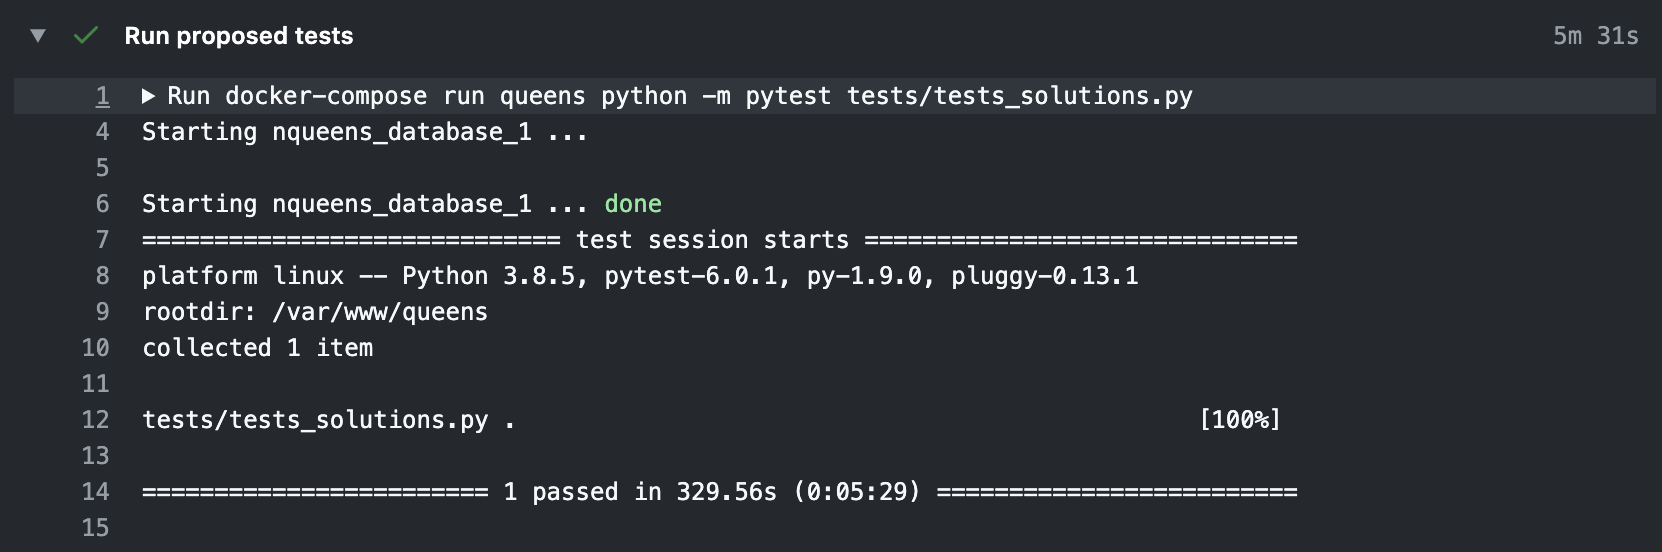 Run proposed tests 5m 31s
1 Run docker-compose run queens python -m pytest tests/tests_solutions.py
4 Starting nqueens_database_1 ...
5
6 Starting nqueens_database_1 ... done
7 ============================= test session starts ==============================
8 platform linux -- Python 3.8.5, pytest-6.0.1, py-1.9.0, pluggy-0.13.1
9 rootdir: /var/www/queens
10 collected 1 item
11
12 tests/tests_solutions.py . [100%]
13
14 ======================== 1 passed in 329.56s (0:05:29) =========================
15